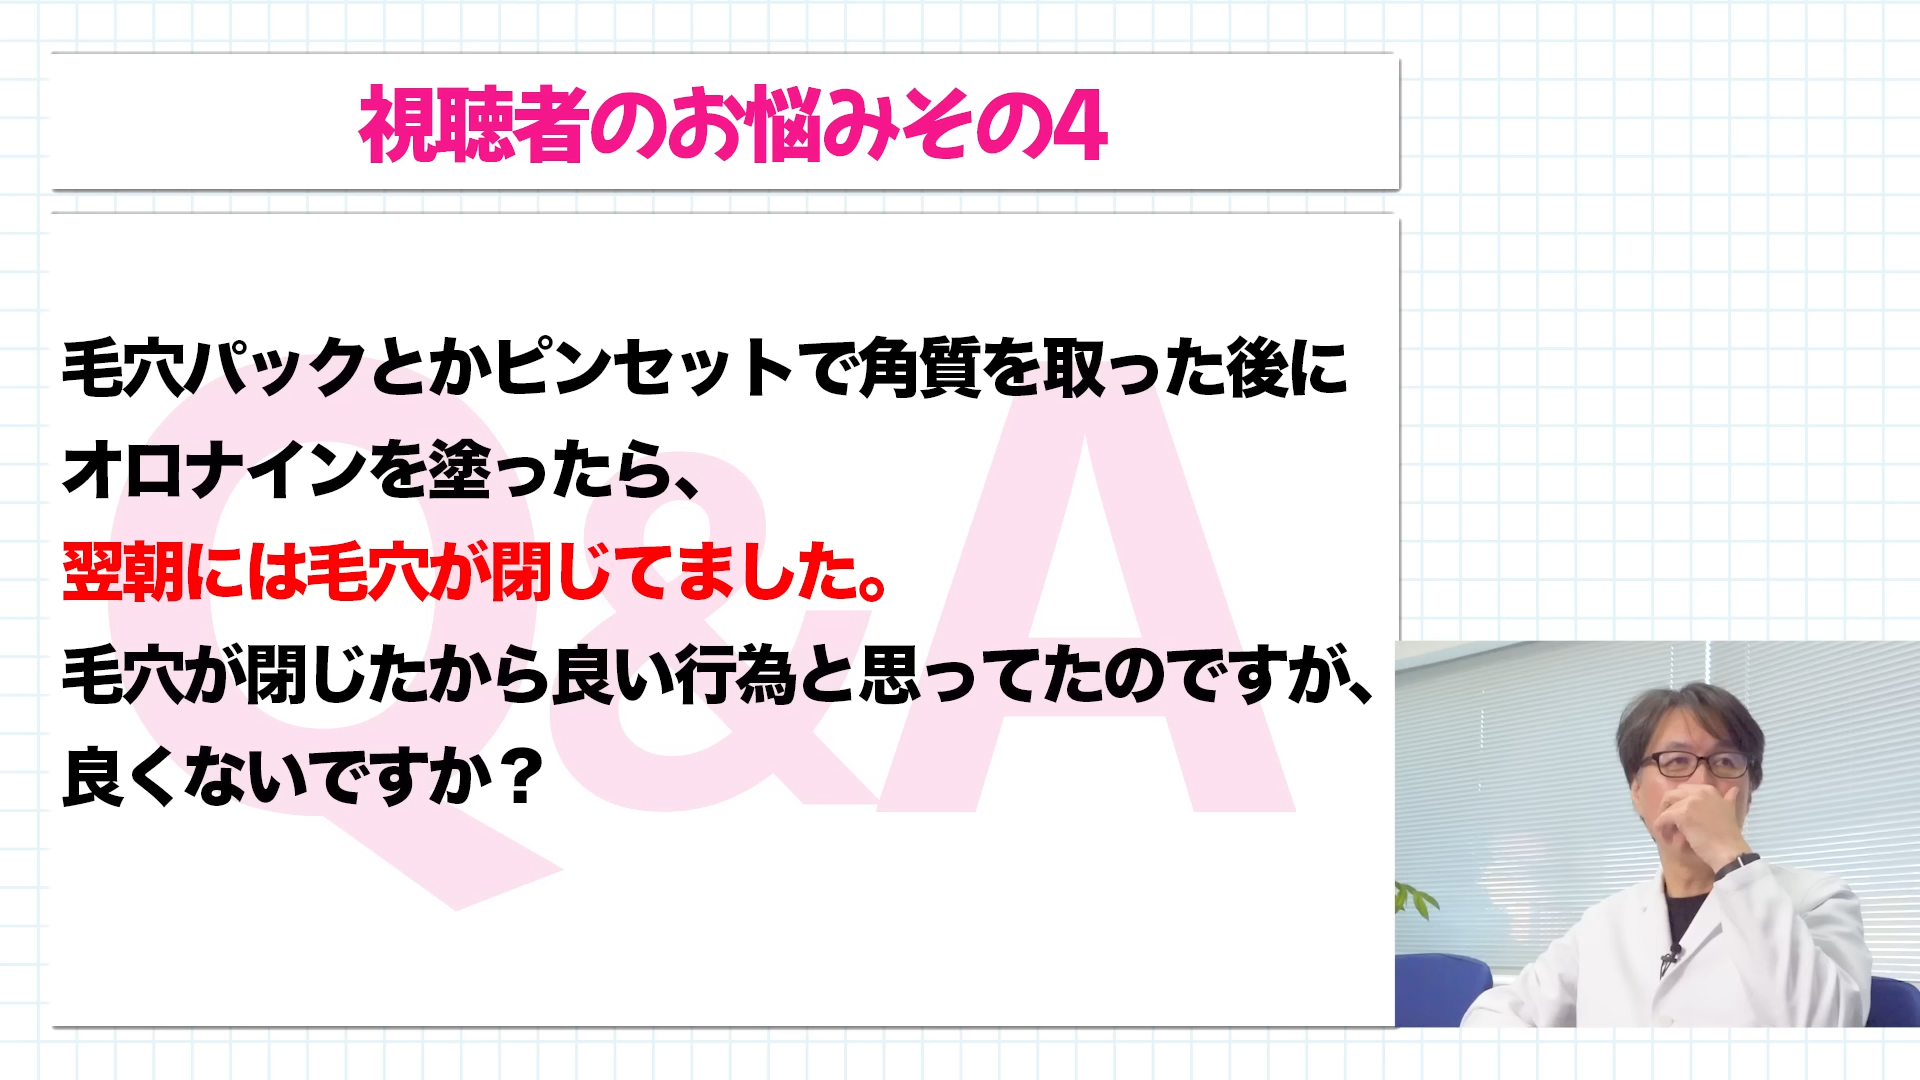 視聴者のお悩みその4
毛穴パックとかピンセットで角質を取った後に
オロナインを塗ったら、
翌朝には毛穴が閉じてました。
毛穴が閉じたから良い行為と思ってたのですが、
良くないですか？
Q&A